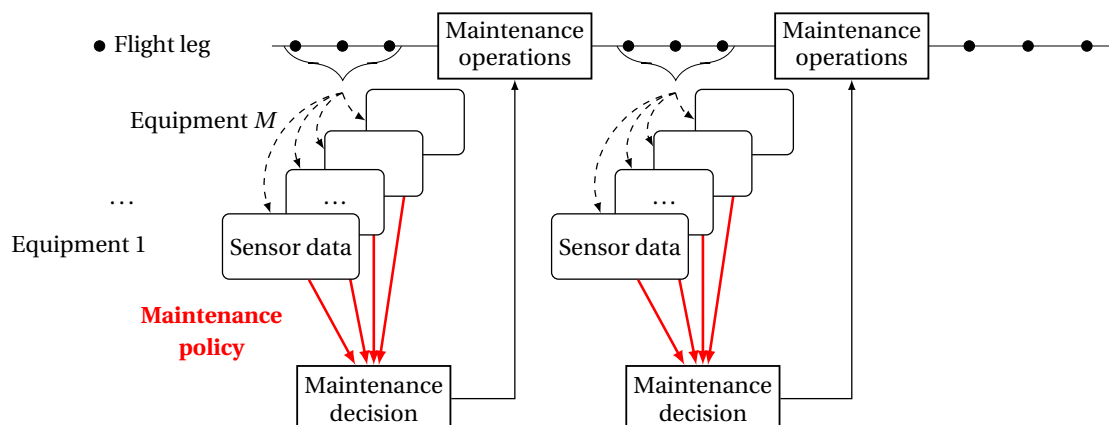 Flight leg
Maintenance
operations
Maintenance
operations
Equipment M
...
...
...
Equipment 1
Sensor data
Sensor data
Maintenance
policy
Maintenance
decision
Maintenance
decision